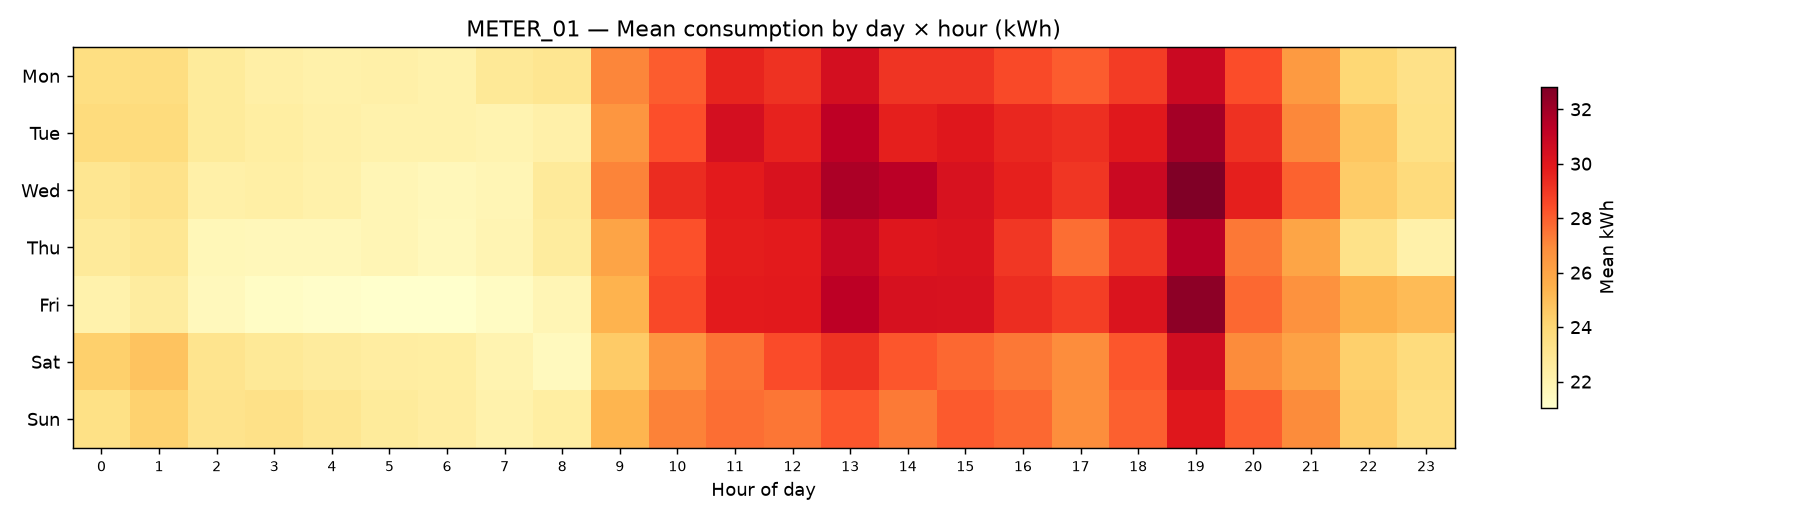 METER_01 — Mean consumption by day × hour (kWh)
Mon
Tue
Wed
Thu
Fri
Sat
Sun
0 1 2 3 4 5 6 7 8 9 10 11 12 13 14 15 16 17 18 19 20 21 22 23
Hour of day
32
30
28
26
24
22
Mean kWh